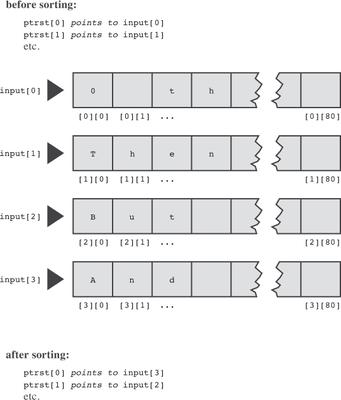 before sorting:
ptrst[0] points to input[0]
ptrst[1] points to input[1]
etc.
input[0] 0 t h
[0][0] [0][1] ... [0][80]
input[1] T h e n
[1][0] [1][1] ... [1][80]
input[2] B u t
[2][0] [2][1] ... [2][80]
input[3] A n d
[3][0] [3][1] ... [3][80]
after sorting:
ptrst[0] points to input[3]
ptrst[1] points to input[2]
etc.